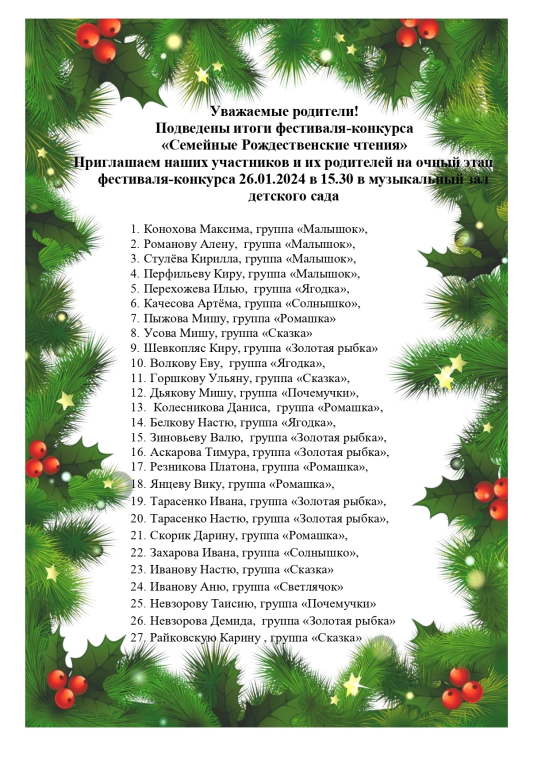 Уважаемые родители!
Подведены итоги фестиваля-конкурса
«Семейные Рождественские чтения»
Приглашаем наших участников и их родителей на очный этап
фестиваля-конкурса 26.01.2024 в 15.30 в музыкальный зал
детского сада
1. Конохова Максима, группа «Малышок»,
2. Романову Алену, группа «Малышок»,
3. Стулёва Кирилла, группа «Малышок»,
4. Перфильеву Киру, группа «Малышок»,
5. Перехожева Илью, группа «Ягодка»,
6. Качесова Артёма, группа «Солнышко»,
7. Пыжова Мишу, группа «Ромашка»
8. Усова Мишу, группа «Сказка»
9. Шевкопляс Киру, группа «Золотая рыбка»
10. Волкову Еву, группа «Ягодка»,
11. Горшкову Ульяну, группа «Сказка»,
12. Дьякову Мишу, группа «Почемучки»,
13. Колесникова Даниса, группа «Ромашка»,
14. Белкову Настю, группа «Ягодка»,
15. Зиновьеву Валю, группа «Золотая рыбка»,
16. Аскарова Тимура, группа «Золотая рыбка»,
17. Резникова Платона, группа «Ромашка»,
18. Янцеву Вику, группа «Ромашка»,
19. Тарасенко Ивана, группа «Золотая рыбка»,
20. Тарасенко Настю, группа «Золотая рыбка»,
21. Скорик Дарину, группа «Ромашка»,
22. Захарова Ивана, группа «Солнышко»,
23. Иванову Настю, группа «Сказка»
24. Иванову Аню, группа «Светлячок»
25. Невзорову Таисию, группа «Почемучки»
26. Невзорова Демида, группа «Золотая рыбка»
27. Райковскую Карину , группа «Сказка»